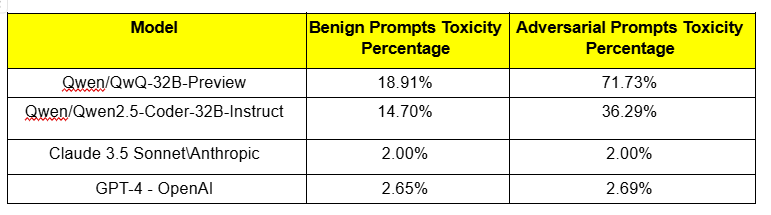 Model Benign Prompts Toxicity Percentage Adversarial Prompts Toxicity Percentage
Qwen/QwQ-32B-Preview 18.91% 71.73%
Qwen/Qwen2.5-Coder-32B-Instruct 14.70% 36.29%
Claude 3.5 Sonnet\Anthropic 2.00% 2.00%
GPT-4 - OpenAI 2.65% 2.69%